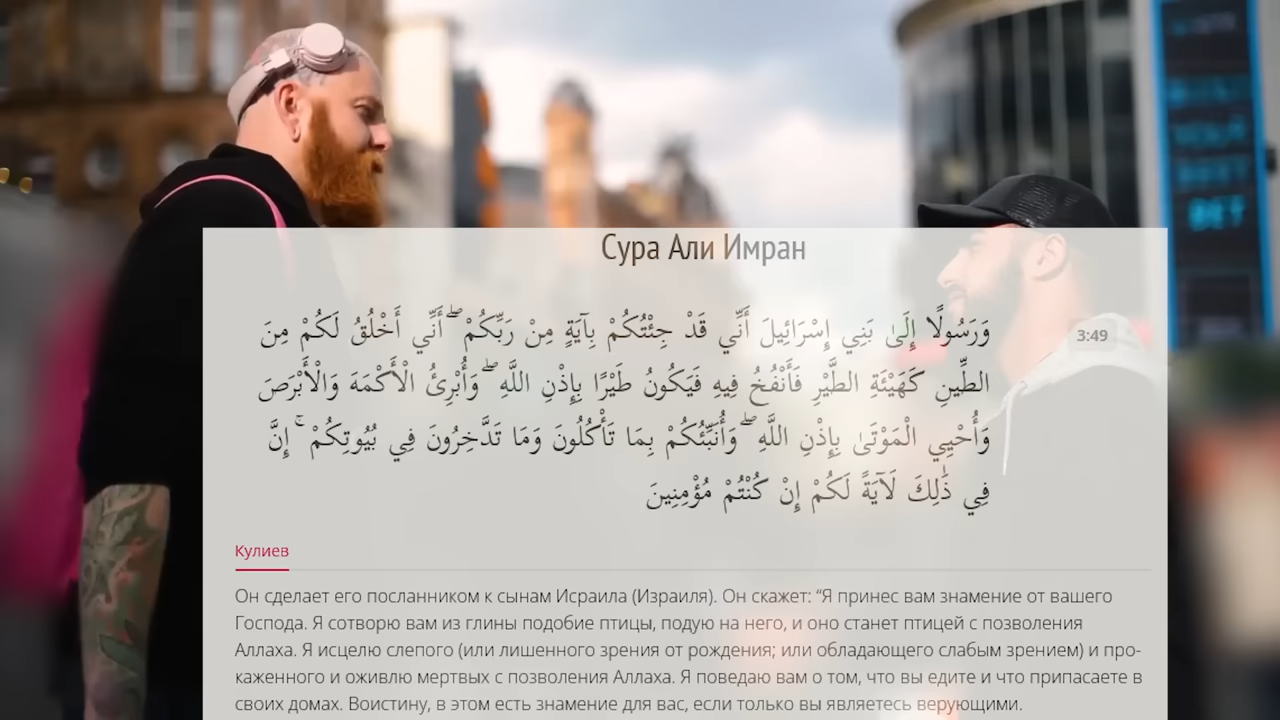 Сура Али Имран
وَرَسُولًا إِلَىٰ بَنِي إِسْرَائِيلَ أَنِّي قَدْ جِئْتُكُمْ بِآيَةٍ مِنْ رَبِّكُمْ ۖ أَنِّي أَخْلُقُ لَكُمْ مِنَ
3:49
الطِّينِ كَهَيْئَةِ الطَّيْرِ فَأَنْفُخُ فِيهِ فَيَكُونُ طَيْرًا بِإِذْنِ اللَّهِ ۖ وَأُبْرِئُ الْأَكْمَهَ وَالْأَبْرَصَ
وَأُحْيِي الْمَوْتَىٰ بِإِذْنِ اللَّهِ ۖ وَأُنَبِّئُكُمْ بِمَا تَأْكُلُونَ وَمَا تَدَّخِرُونَ فِي بُيُوتِكُمْ ۚ إِنَّ
فِي ذَٰلِكَ لَآيَةً لَكُمْ إِنْ كُنْتُمْ مُؤْمِنِينَ
Кулиев
Он сделает его посланником к сынам Исраила (Израиля). Он скажет: “Я принес вам знамение от вашего
Господа. Я сотворю вам из глины подобие птицы, подую на него, и оно станет птицей с позволения
Аллаха. Я исцелю слепого (или лишенного зрения от рождения; или обладающего слабым зрением) и про-
каженного и оживлю мертвых с позволения Аллаха. Я поведаю вам о том, что вы едите и что припасаете в
своих домах. Воистину, в этом есть знамение для вас, если только вы являетесь верующими.
BET